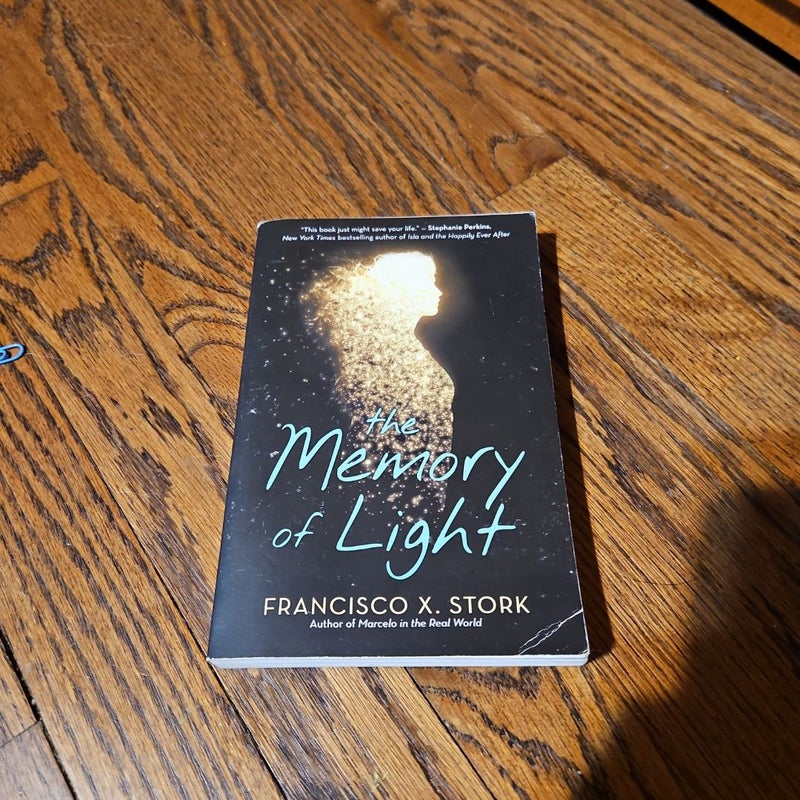 "This book just might save your life." – Stephanie Perkins,
New York Times bestselling author of Isla and the Happily Ever After
the
Memory
of Light
FRANCISCO X. STORK
Author of Marcelo in the Real World